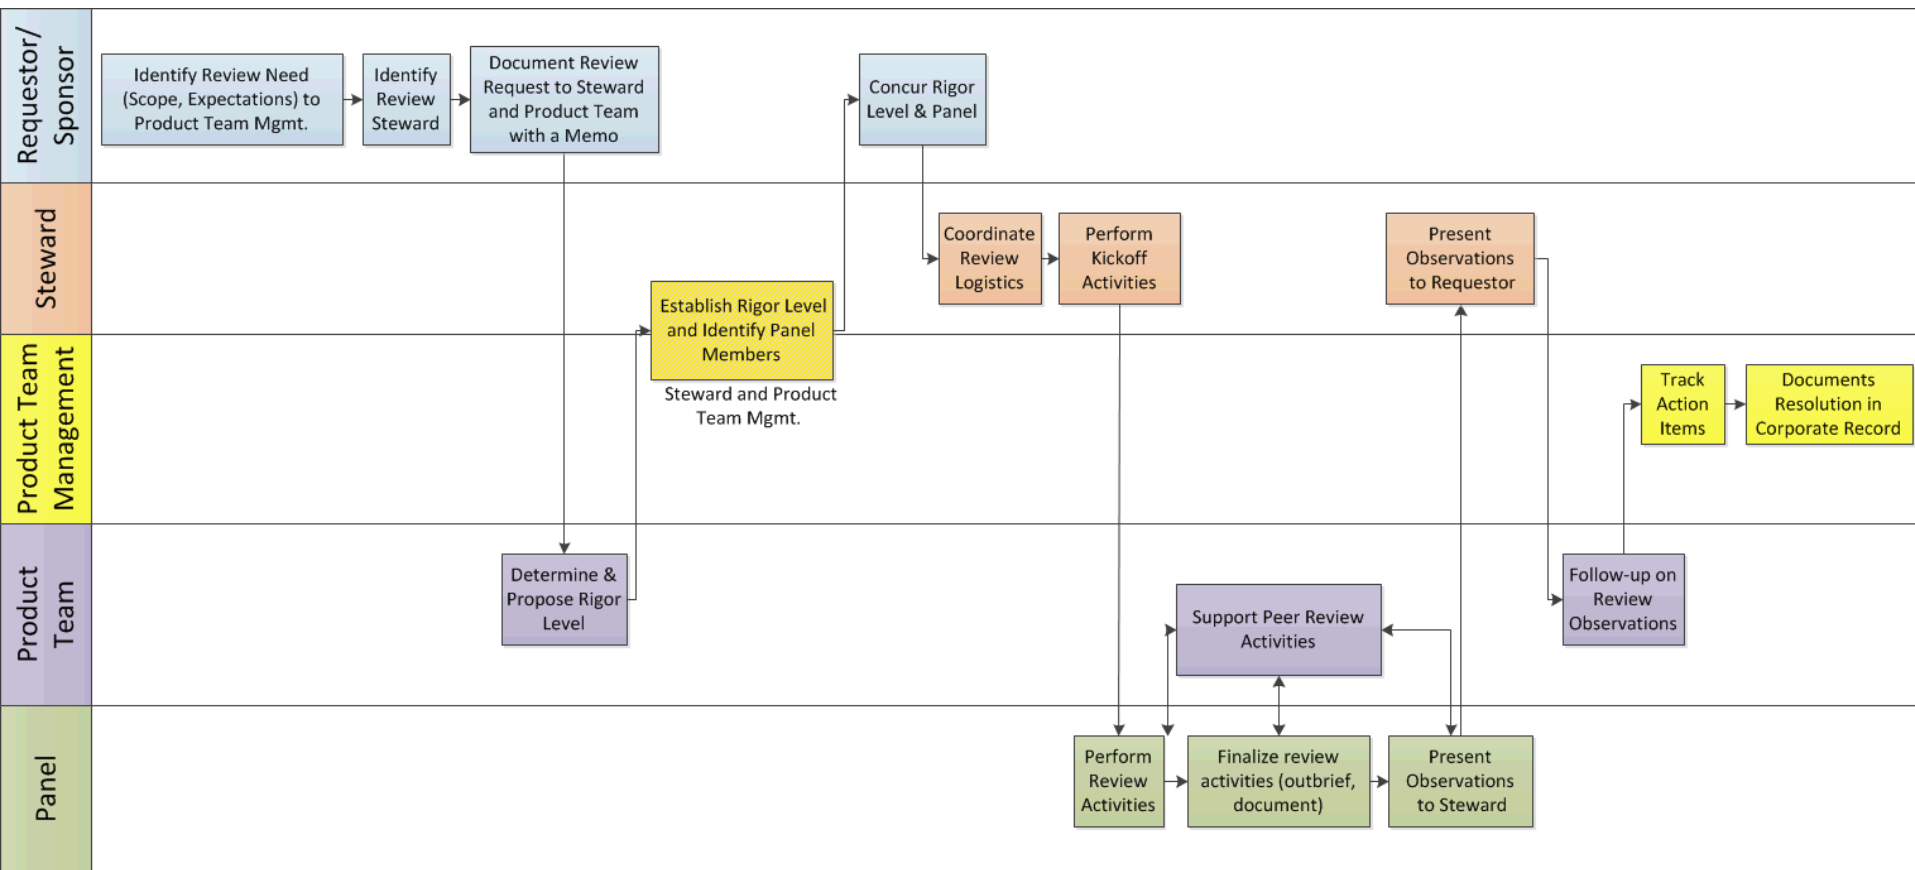 Requestor/
Sponsor
Identify Review Need
(Scope, Expectations) to
Product Team Mgmt.
Identify
Review
Steward
Document Review
Request to Steward
and Product Team
with a Memo
Concur Rigor
Level & Panel
Steward
Establish Rigor Level
and Identify Panel
Members
Steward and Product
Team Mgmt.
Coordinate
Review
Logistics
Perform
Kickoff
Activities
Present
Observations
to Requestor
Product Team
Management
Track
Action
Items
Documents
Resolution in
Corporate Record
Product
Team
Determine &
Propose Rigor
Level
Support Peer Review
Activities
Follow-up on
Review
Observations
Panel
Perform
Review
Activities
Finalize review
activities (outbrief,
document)
Present
Observations
to Steward